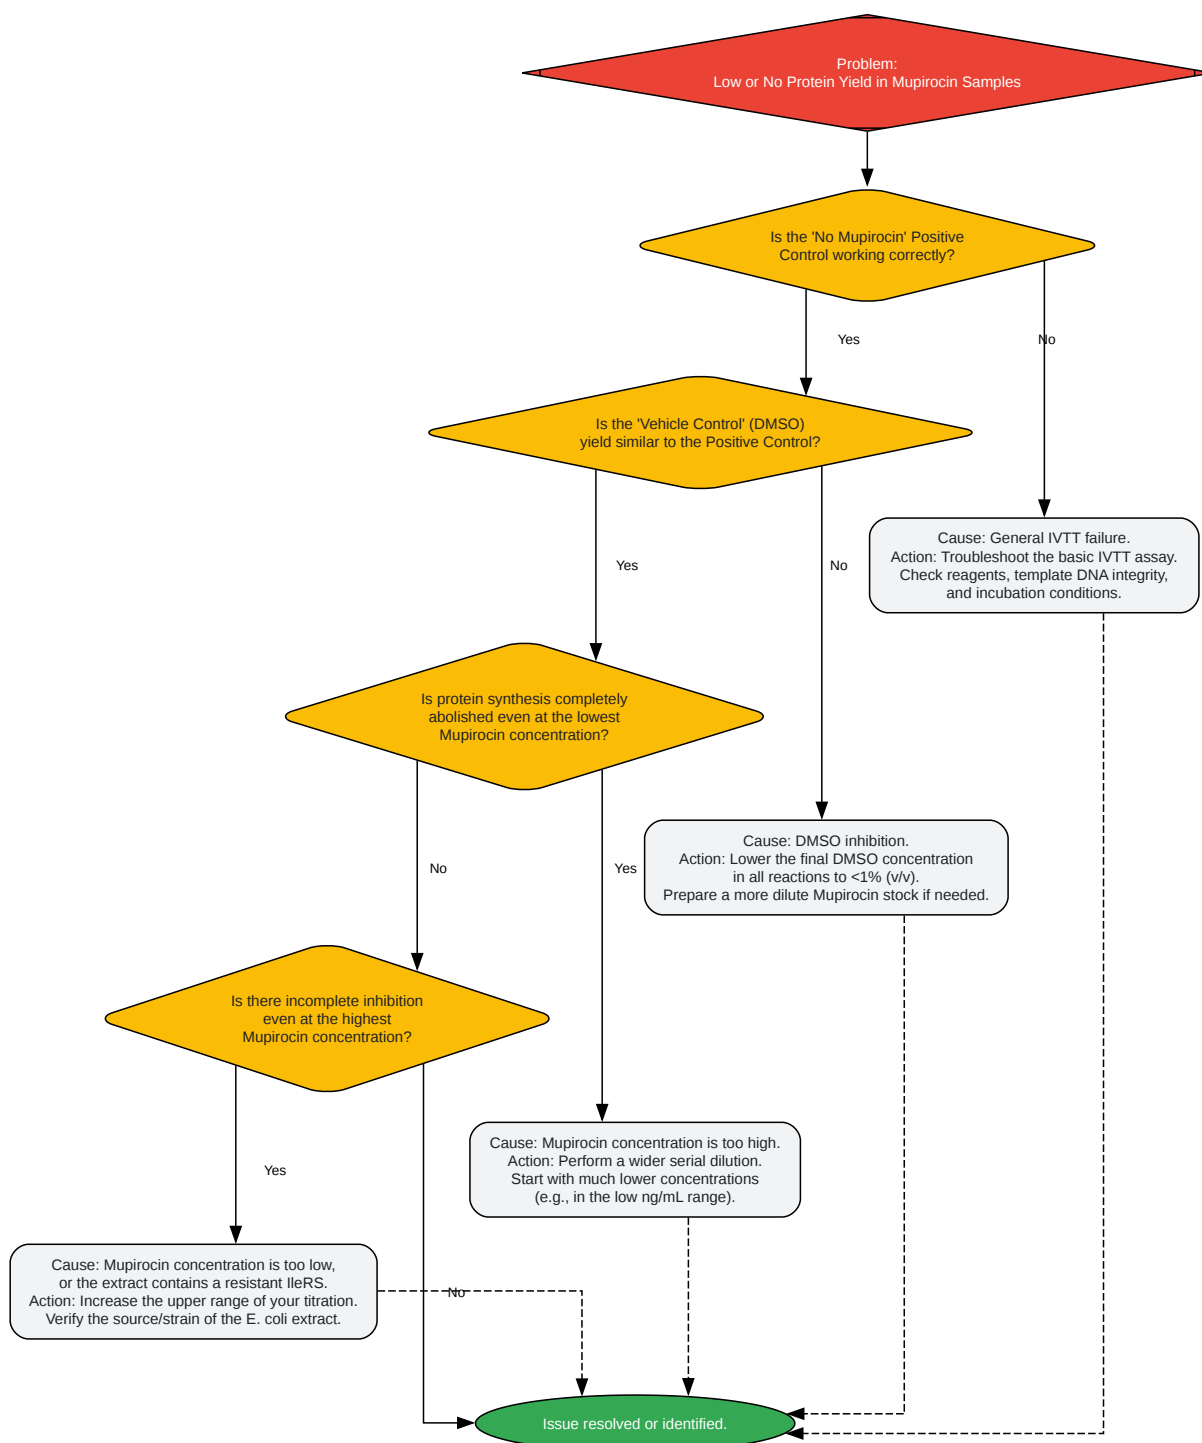 Problem:
Low or No Protein Yield in Mupirocin Samples
Is the 'No Mupirocin' Positive
Control working correctly?
Yes
No
Is the 'Vehicle Control' (DMSO)
yield similar to the Positive Control?
Yes
No
Cause: General IVTT failure.
Action: Troubleshoot the basic IVTT assay.
Check reagents, template DNA integrity,
and incubation conditions.
Is protein synthesis completely
abolished even at the lowest
Mupirocin concentration?
No
Yes
Cause: DMSO inhibition.
Action: Lower the final DMSO concentration
in all reactions to <1% (v/v).
Prepare a more dilute Mupirocin stock if needed.
Is there incomplete inhibition
even at the highest
Mupirocin concentration?
Yes
No
Cause: Mupirocin concentration is too high.
Action: Perform a wider serial dilution.
Start with much lower concentrations
(e.g., in the low ng/mL range).
Cause: Mupirocin concentration is too low,
or the extract contains a resistant IleRS.
Action: Increase the upper range of your titration.
Verify the source/strain of the E. coli extract.
Issue resolved or identified.